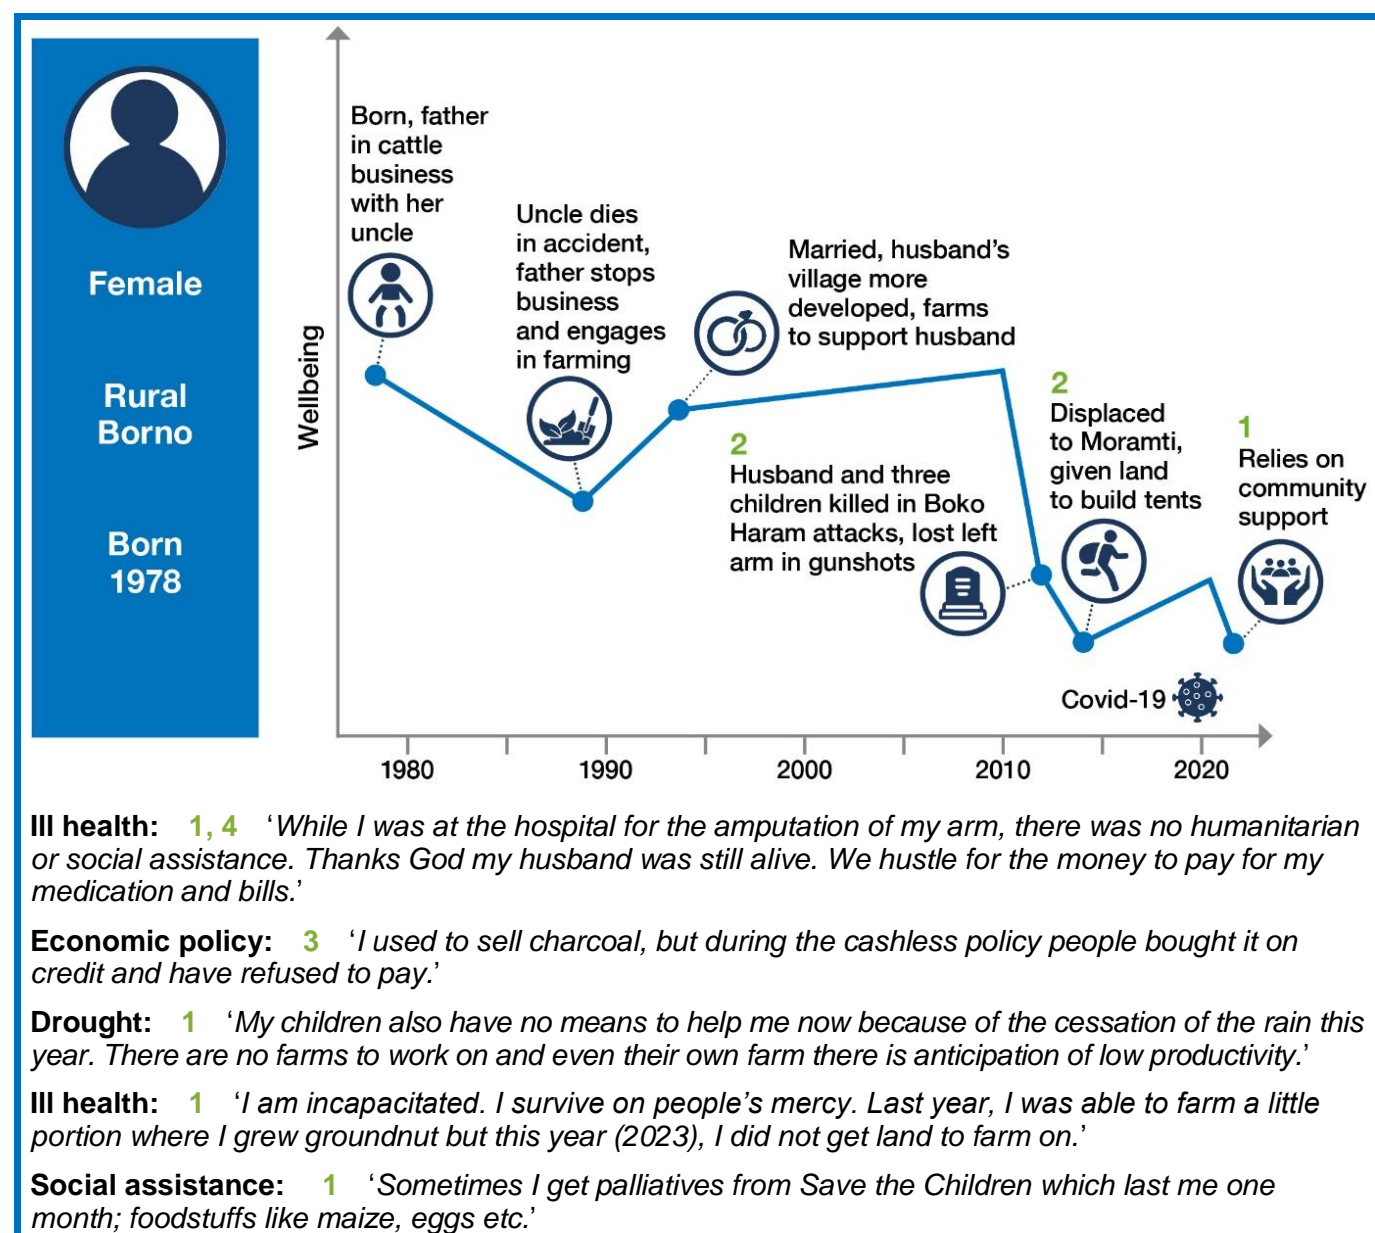 Female
Rural
Borno
Born
1978
Wellbeing
Born, father
in cattle
business
with her
uncle
Uncle dies
in accident,
father stops
business
and engages
in farming
Married, husband's
village more
developed, farms
to support husband
2
Husband and three
children killed in Boko
Haram attacks, lost left
arm in gunshots
2
Displaced
to Moramti,
given land
to build tents
1
Relies on
community
support
Covid-19
1980 1990 2000 2010 2020
Ill health: 1, 4 ‘While I was at the hospital for the amputation of my arm, there was no humanitarian
or social assistance. Thanks God my husband was still alive. We hustle for the money to pay for my
medication and bills.’
Economic policy: 3 ‘I used to sell charcoal, but during the cashless policy people bought it on
credit and have refused to pay.’
Drought: 1 ‘My children also have no means to help me now because of the cessation of the rain this
year. There are no farms to work on and even their own farm there is anticipation of low productivity.’
Ill health: 1 ‘I am incapacitated. I survive on people’s mercy. Last year, I was able to farm a little
portion where I grew groundnut but this year (2023), I did not get land to farm on.’
Social assistance: 1 ‘Sometimes I get palliatives from Save the Children which last me one
month; foodstuffs like maize, eggs etc.’